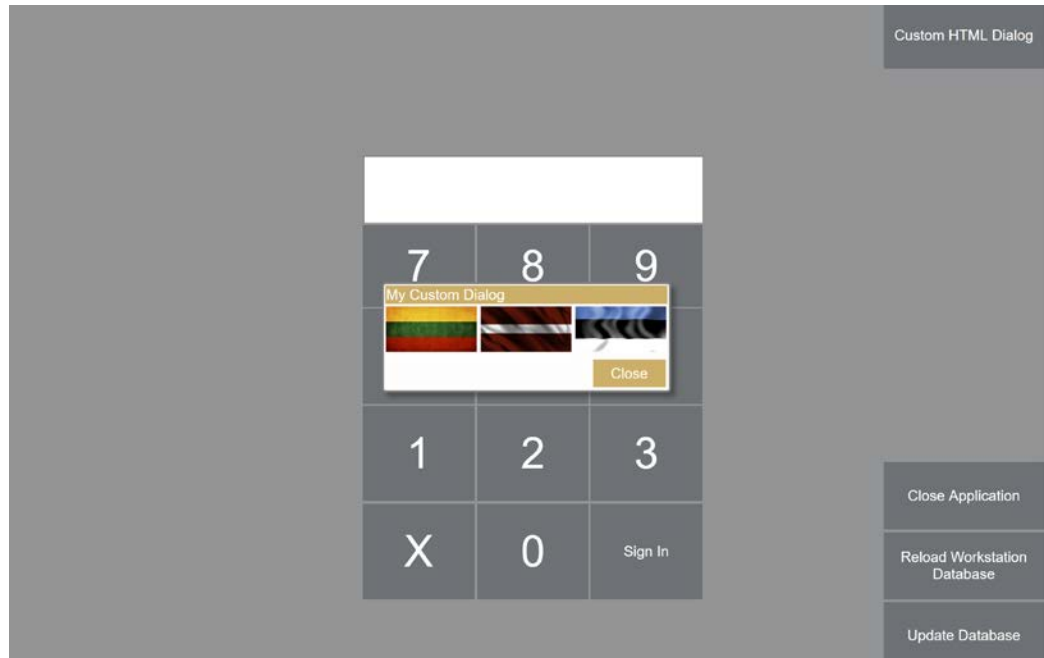 Custom HTML Dialog
7 8 9
My Custom Dialog
Close
1 2 3
X 0 Sign In
Close Application
Reload Workstation
Database
Update Database